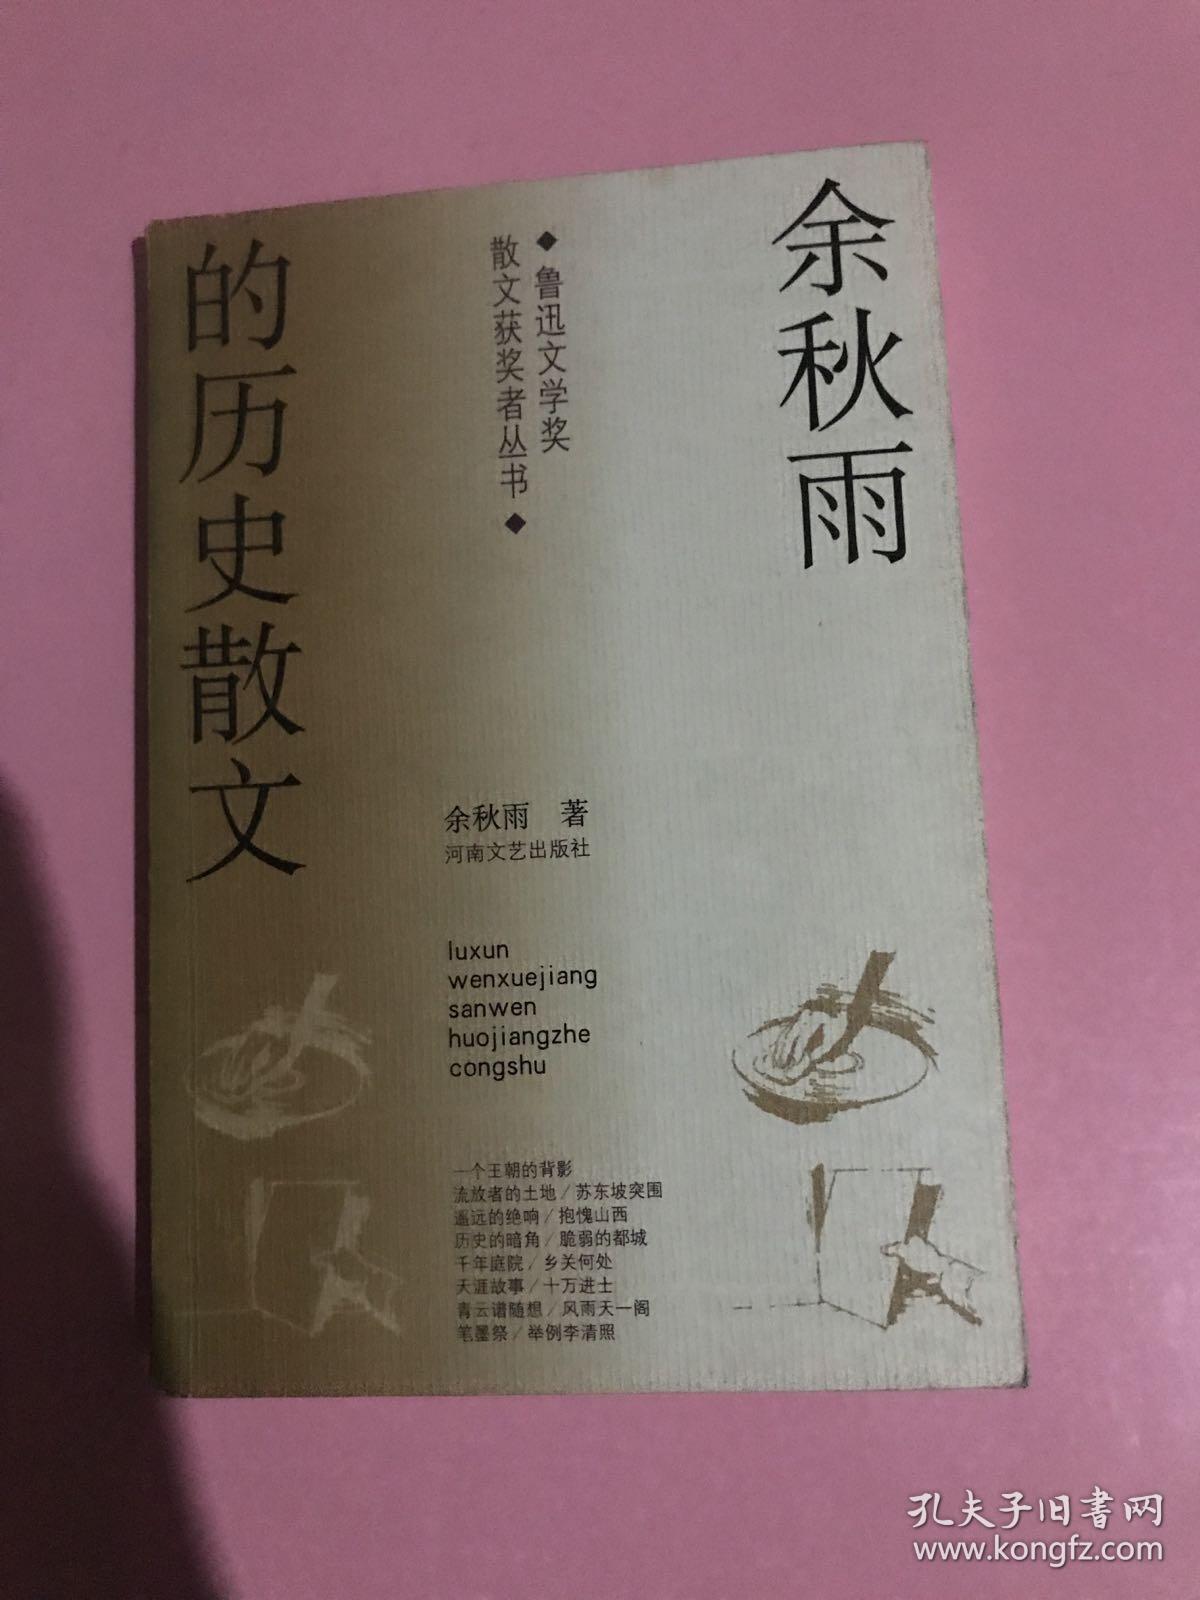 余秋雨
的历史散文
◆鲁迅文学奖
散文获奖者丛书◆
余秋雨 著
河南文艺出版社
luxun
wenxuejiang
sanwen
huojiangzhe
congshu
一个王朝的背影
流放者的土地/苏东坡突围
遥远的绝响/抱愧山西
历史的暗角/脆弱的都城
千年庭院/乡关何处
天涯故事/十万进士
青云谱随想/风雨天一阁
笔墨祭/举例李清照
孔夫子旧书网
www.kongfz.com